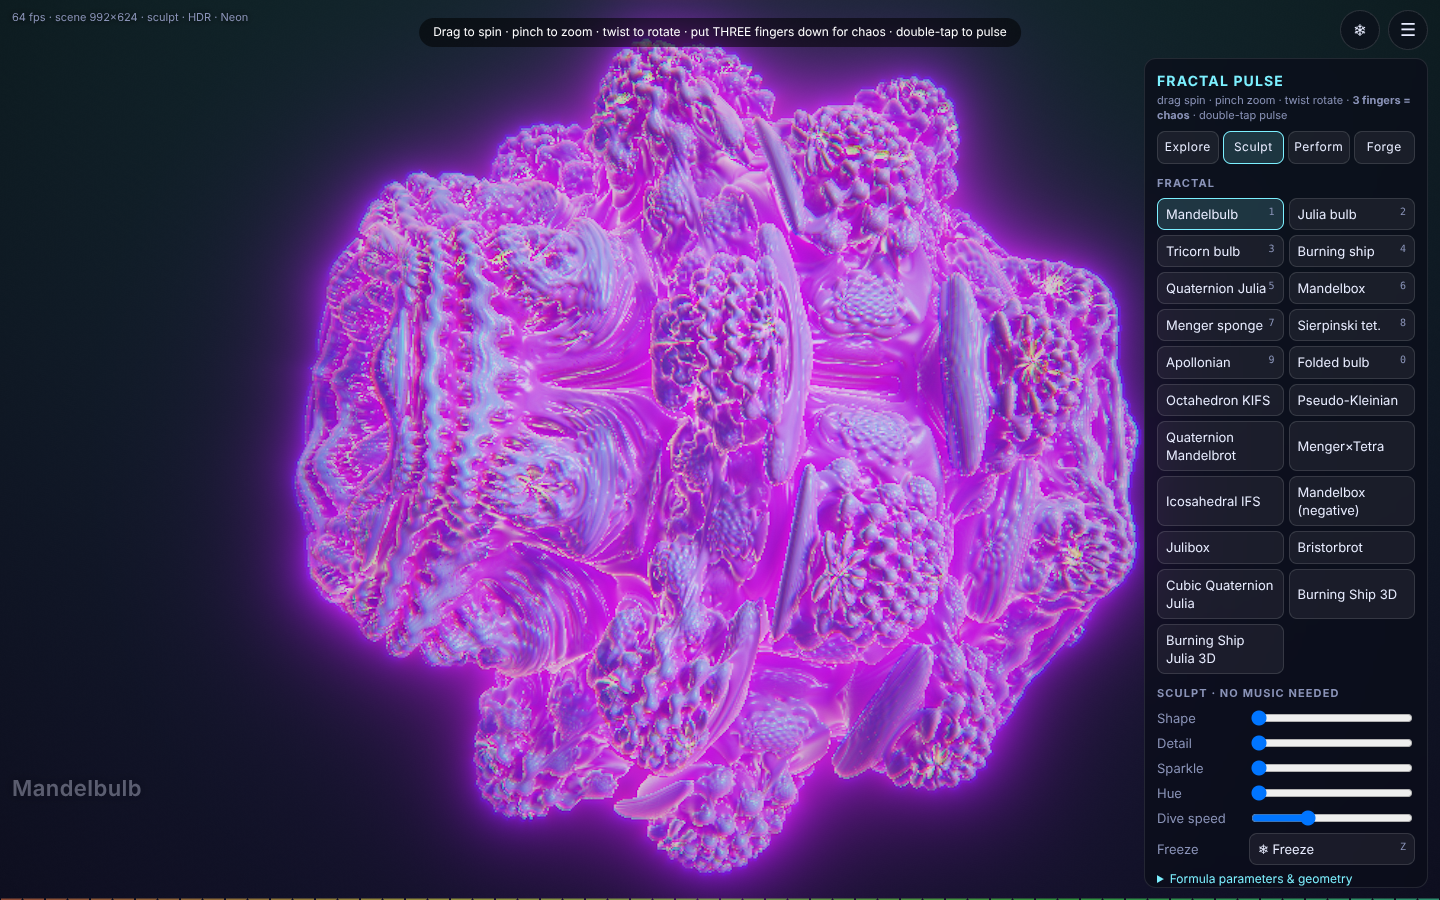 64 fps · scene 992×624 · sculpt · HDR · Neon
Drag to spin · pinch to zoom · twist to rotate · put THREE fingers down for chaos · double-tap to pulse
❄ ☰
FRACTAL PULSE
drag spin · pinch zoom · twist rotate · 3 fingers =
chaos · double-tap pulse
Explore Sculpt Perform Forge
FRACTAL
Mandelbulb 1 Julia bulb 2
Tricorn bulb 3 Burning ship 4
Quaternion Julia 5 Mandelbox 6
Menger sponge 7 Sierpinski tet. 8
Apollonian 9 Folded bulb 0
Octahedron KIFS Pseudo-Kleinian
Quaternion
Mandelbrot
Menger×Tetra
Icosahedral IFS
Mandelbox
(negative)
Julibox Bristorbrot
Cubic Quaternion
Julia
Burning Ship 3D
Burning Ship
Julia 3D
SCULPT · NO MUSIC NEEDED
Shape
Detail
Sparkle
Hue
Dive speed
Freeze ❄ Freeze Z
▶ Formula parameters & geometry
Mandelbulb